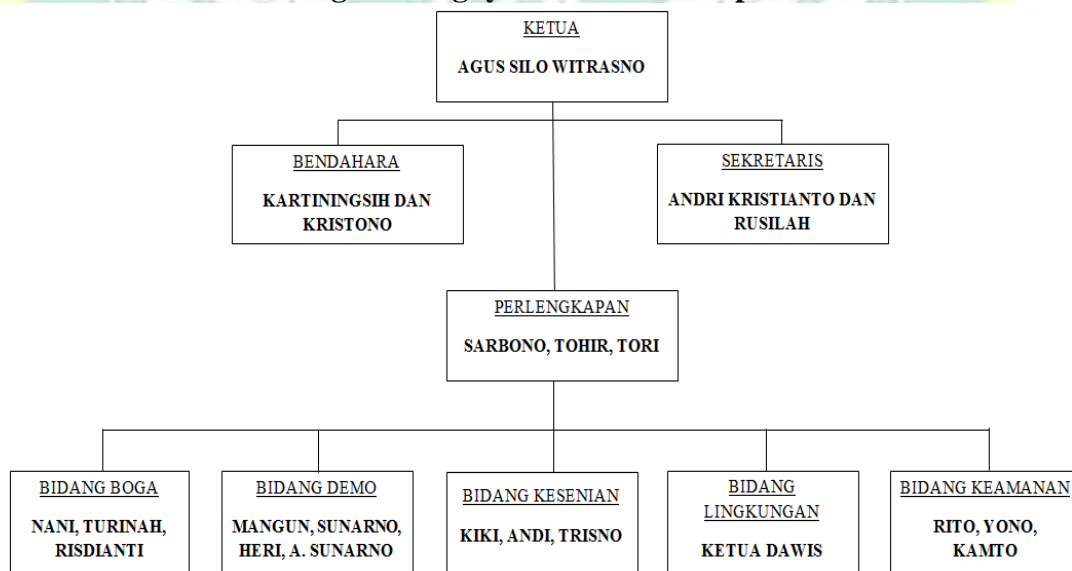 KETUA
AGUS SILO WITRASNO
BENDAHARA
KARTININGSIH DAN
KRISTONO
SEKRETARIS
ANDRI KRISTIANTO DAN
RUSILAH
PERLENGKAPAN
SARBONO, TOHIR, TORI
BIDANG BOGA
NANI, TURINAH,
RISDIANTI
BIDANG DEMO
MANGUN, SUNARNO,
HERI, A. SUNARNO
BIDANG KESENIAN
KIKI, ANDI, TRISNO
BIDANG
LINGKUNGAN
KETUA DAWIS
BIDANG KEAMANAN
RITO, YONO,
KAMTO